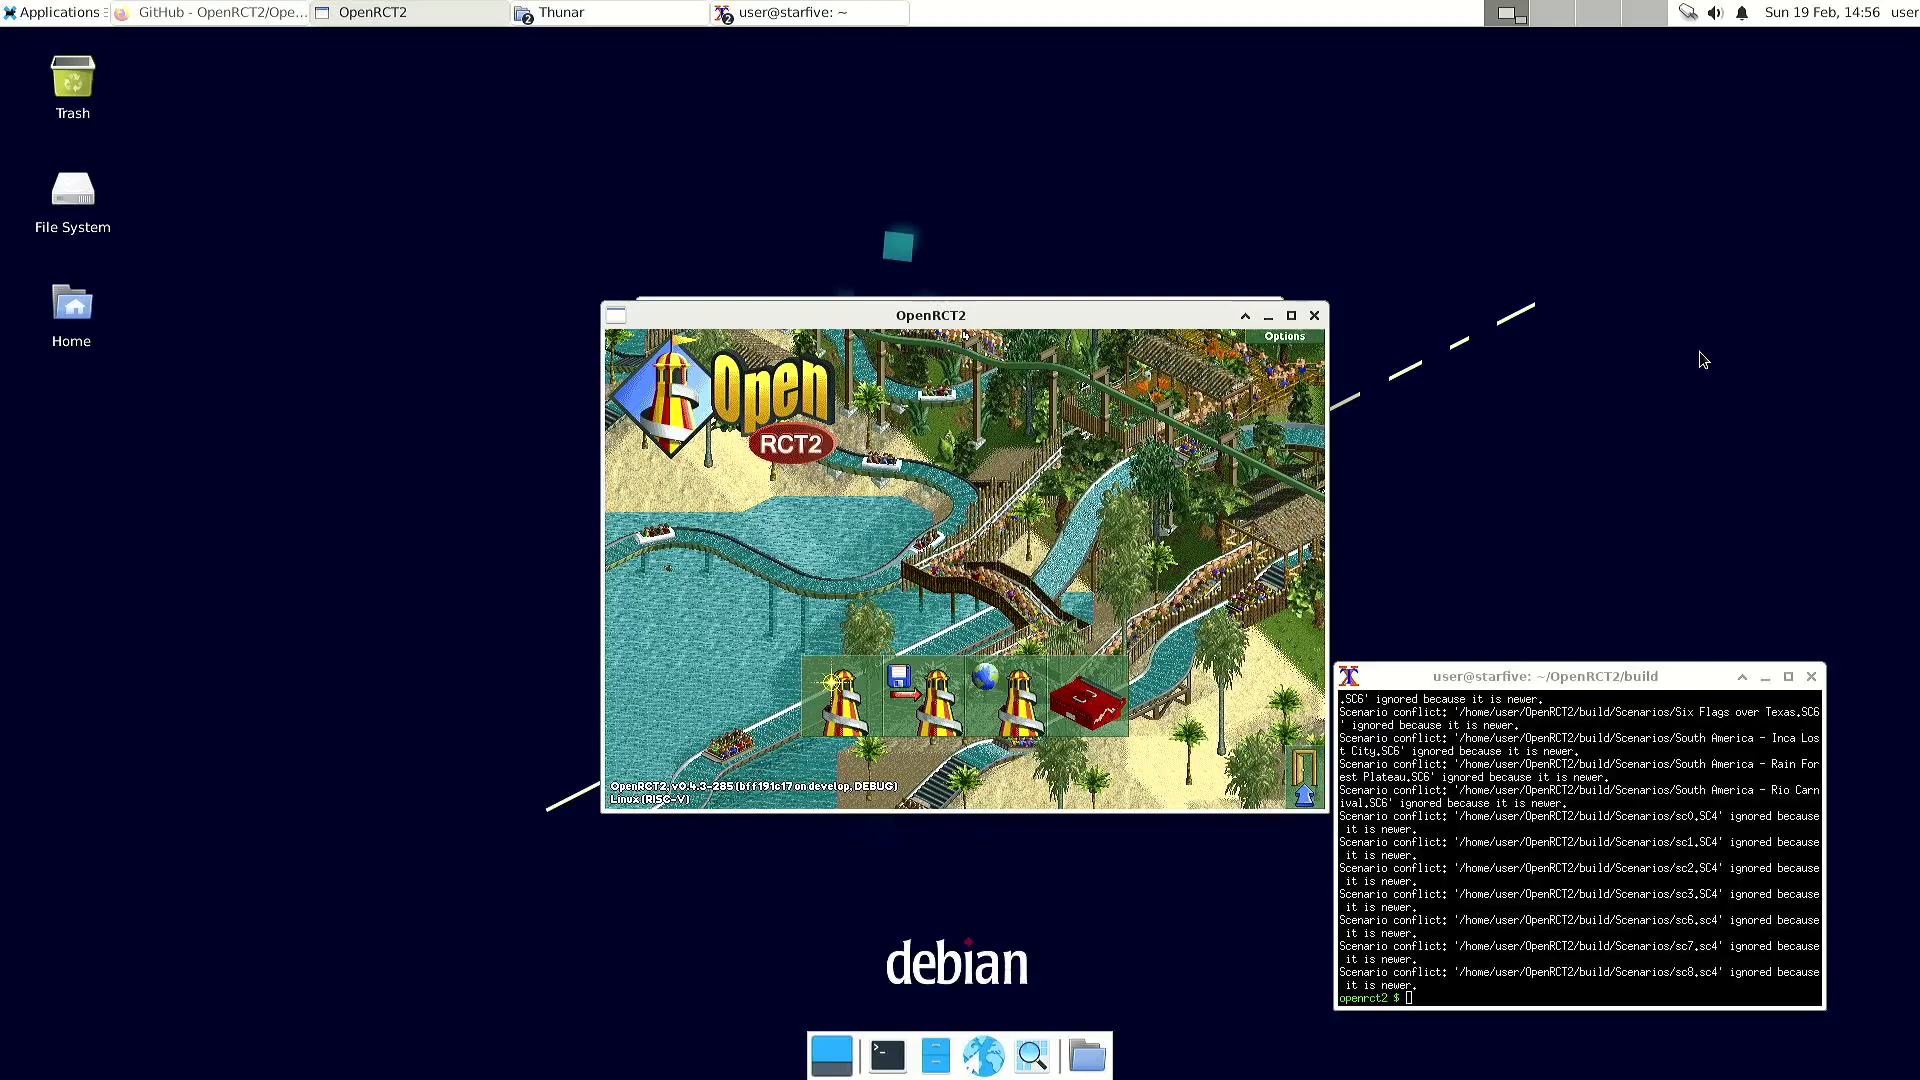 Applications
GitHub - OpenRCT2/Ope...
OpenRCT2
Thunar
user@starfive: ~
Sun 19 Feb, 14:56
user
Trash
File System
Home
OpenRCT2
Options
Open
RCT2
OpenRCT2, v0.4.3-285 (bff191c17 on develop, DEBUG)
Linux (RISC-V)
user@starfive: ~/OpenRCT2/build
.SC6' ignored because it is newer.
Scenario conflict: '/home/user/OpenRCT2/build/Scenarios/Six Flags over Texas.SC6
' ignored because it is newer.
Scenario conflict: '/home/user/OpenRCT2/build/Scenarios/South America - Inca Los
t City.SC6' ignored because it is newer.
Scenario conflict: '/home/user/OpenRCT2/build/Scenarios/South America - Rain For
est Plateau.SC6' ignored because it is newer.
Scenario conflict: '/home/user/OpenRCT2/build/Scenarios/South America - Rio Carn
ival.SC6' ignored because it is newer.
Scenario conflict: '/home/user/OpenRCT2/build/Scenarios/sc0.SC4' ignored because
it is newer.
Scenario conflict: '/home/user/OpenRCT2/build/Scenarios/sc1.SC4' ignored because
it is newer.
Scenario conflict: '/home/user/OpenRCT2/build/Scenarios/sc2.SC4' ignored because
it is newer.
Scenario conflict: '/home/user/OpenRCT2/build/Scenarios/sc3.SC4' ignored because
it is newer.
Scenario conflict: '/home/user/OpenRCT2/build/Scenarios/sc6.sc4' ignored because
it is newer.
Scenario conflict: '/home/user/OpenRCT2/build/Scenarios/sc7.sc4' ignored because
it is newer.
Scenario conflict: '/home/user/OpenRCT2/build/Scenarios/sc8.sc4' ignored because
it is newer.
openrct2 $
debian